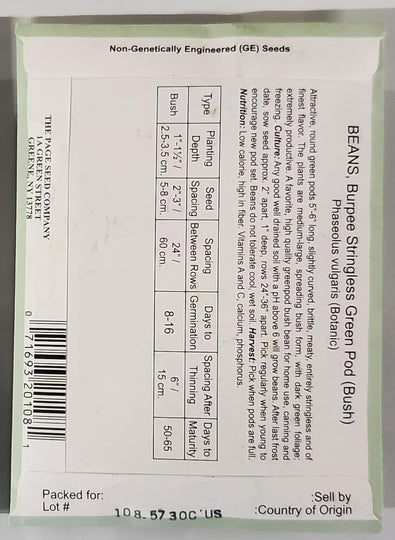 Non-Genetically Engineered (GE) Seeds
BEANS, Burpee Stringless Green Pod (Bush)
Phaseolus vulgaris (Botanic)
Attractive, round green pods 5"-6" long, slightly curved, brittle, meaty, entirely stringless and of
finest flavor. The plants are medium-large, spreading bush form, with dark green foliage;
extremely productive. A favorite, high quality greenpod bush bean for home use, canning and
freezing. Culture: Any good well drained soil with a pH above 6 will grow beans. After last frost
date, sow seed approx. 2" apart, 1" deep, rows 24"-36" apart. Pick regularly when young to
encourage new pod set. Beans do not tolerate cool, wet soil. Harvest: Pick when pods are full.
Nutrition: Low calorie, high in fiber. Vitamins A and C, calcium, phosphorus.
Type Planting Seed Spacing Days to Spacing After Days to
Depth Spacing Between Rows Germination Thinning Maturity
Bush 1"-1½"/ 2"-3"/ 24"/ 8-16 6"/ 50-65
2.5-3.5 cm. 5-8 cm. 60 cm. 15 cm.
THE PAGE SEED COMPANY
1A GREEN STREET
GREENE, NY 13778
0 71693 20108 1
Packed for:
Lot #
:Sell by
:Country of Origin
108.5730C US